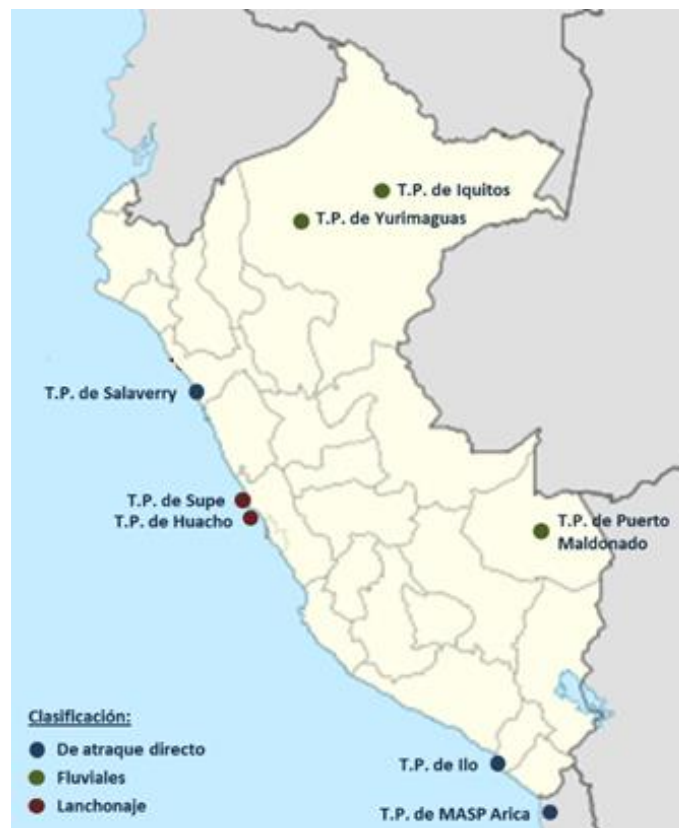 T.P. de Iquitos
T.P. de Yurimaguas
T.P. de Salaverry
T.P. de Supe
T.P. de Huacho
T.P. de Puerto
Maldonado
Clasificación:
De atraque directo
Fluviales
Lanchonaje
T.P. de Ilo
T.P. de MASP Arica